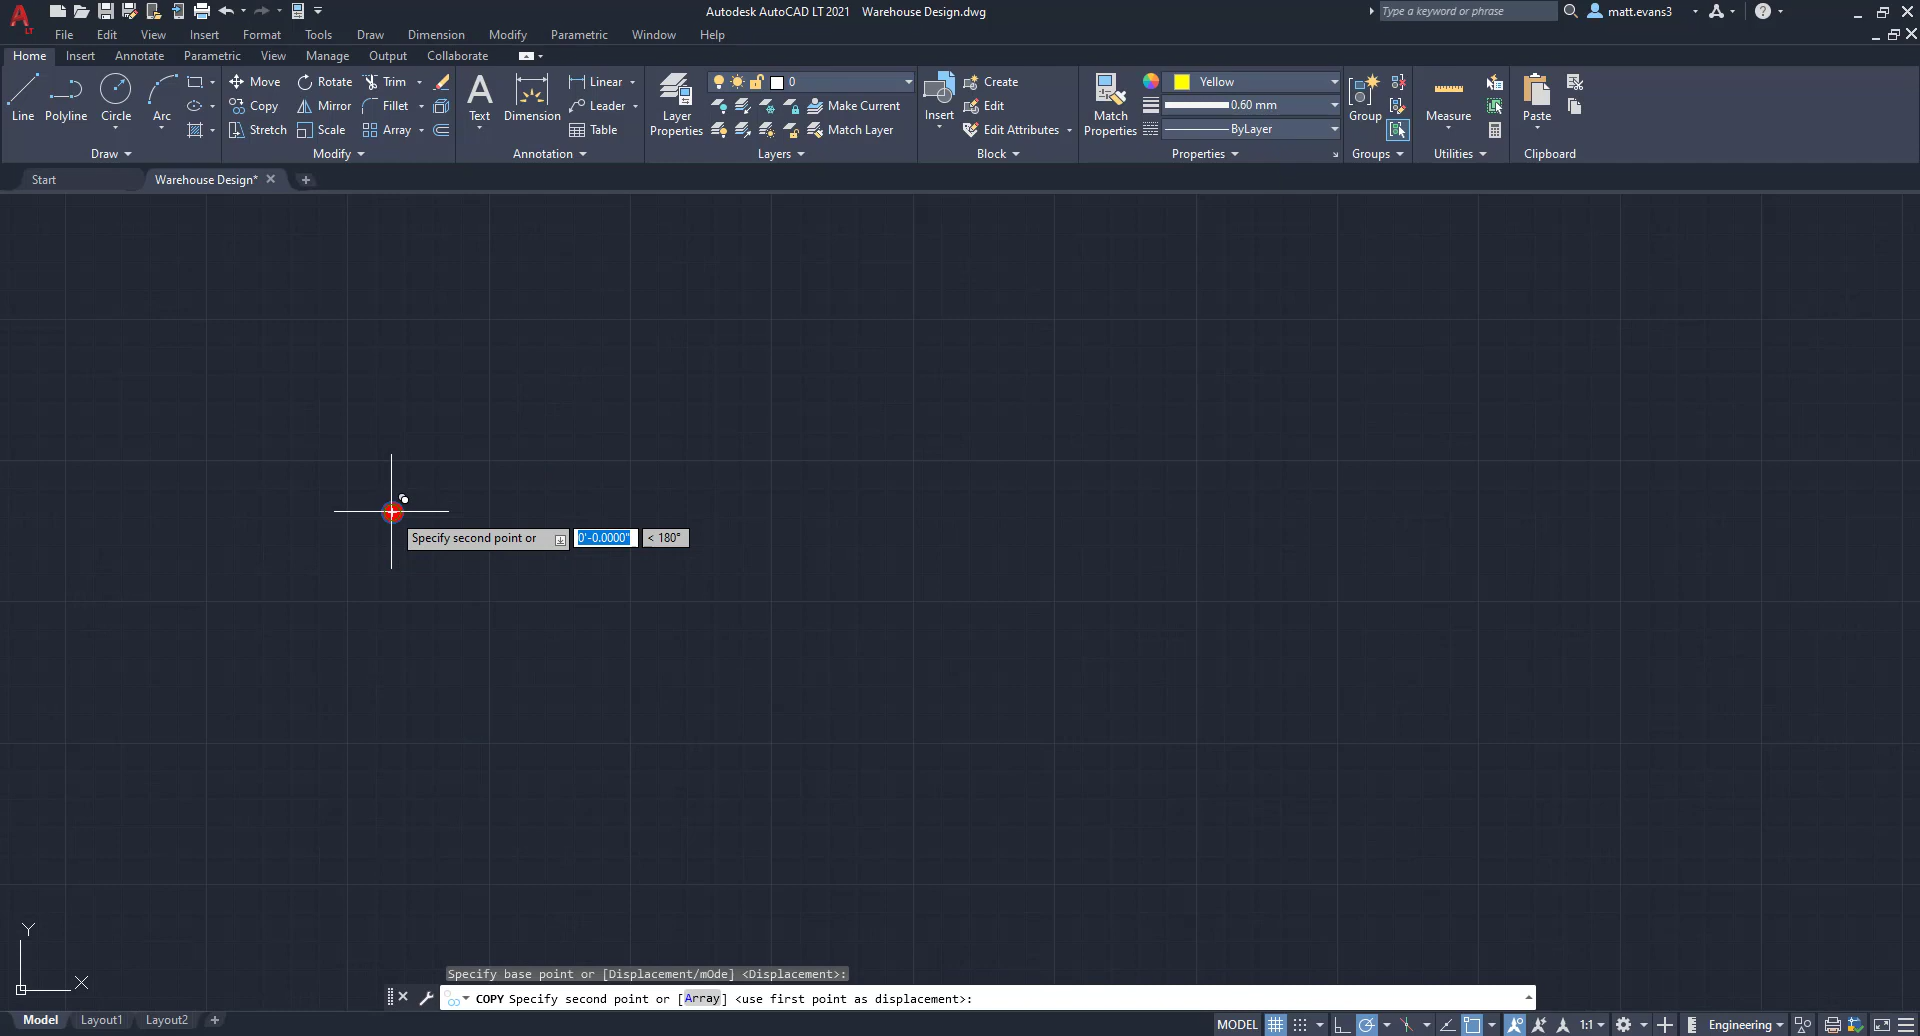 Autodesk AutoCAD LT 2021 Warehouse Design.dwg Type a keyword or phrase matt.evans3
File Edit View Insert Format Tools Draw Dimension Modify Parametric Window Help
Home Insert Annotate Parametric View Manage Output Collaborate
Move Rotate Trim Linear 0 Create Yellow
Line Polyline Circle Arc Copy Mirror Fillet Text Dimension Leader Layer Properties Make Current Insert Edit Match Properties 0.60 mm Group Measure Paste
Stretch Scale Array Table Match Layer Edit Attributes ByLayer
Draw Modify Annotation Layers Block Properties Groups Utilities Clipboard
Start Warehouse Design*
Specify second point or 0'-0.0000" < 180°
Y
X
Specify base point or [Displacement/mOde] <Displacement>:
COPY Specify second point or [Array] <use first point as displacement>:
Model Layout1 Layout2 + MODEL 1:1 Engineering